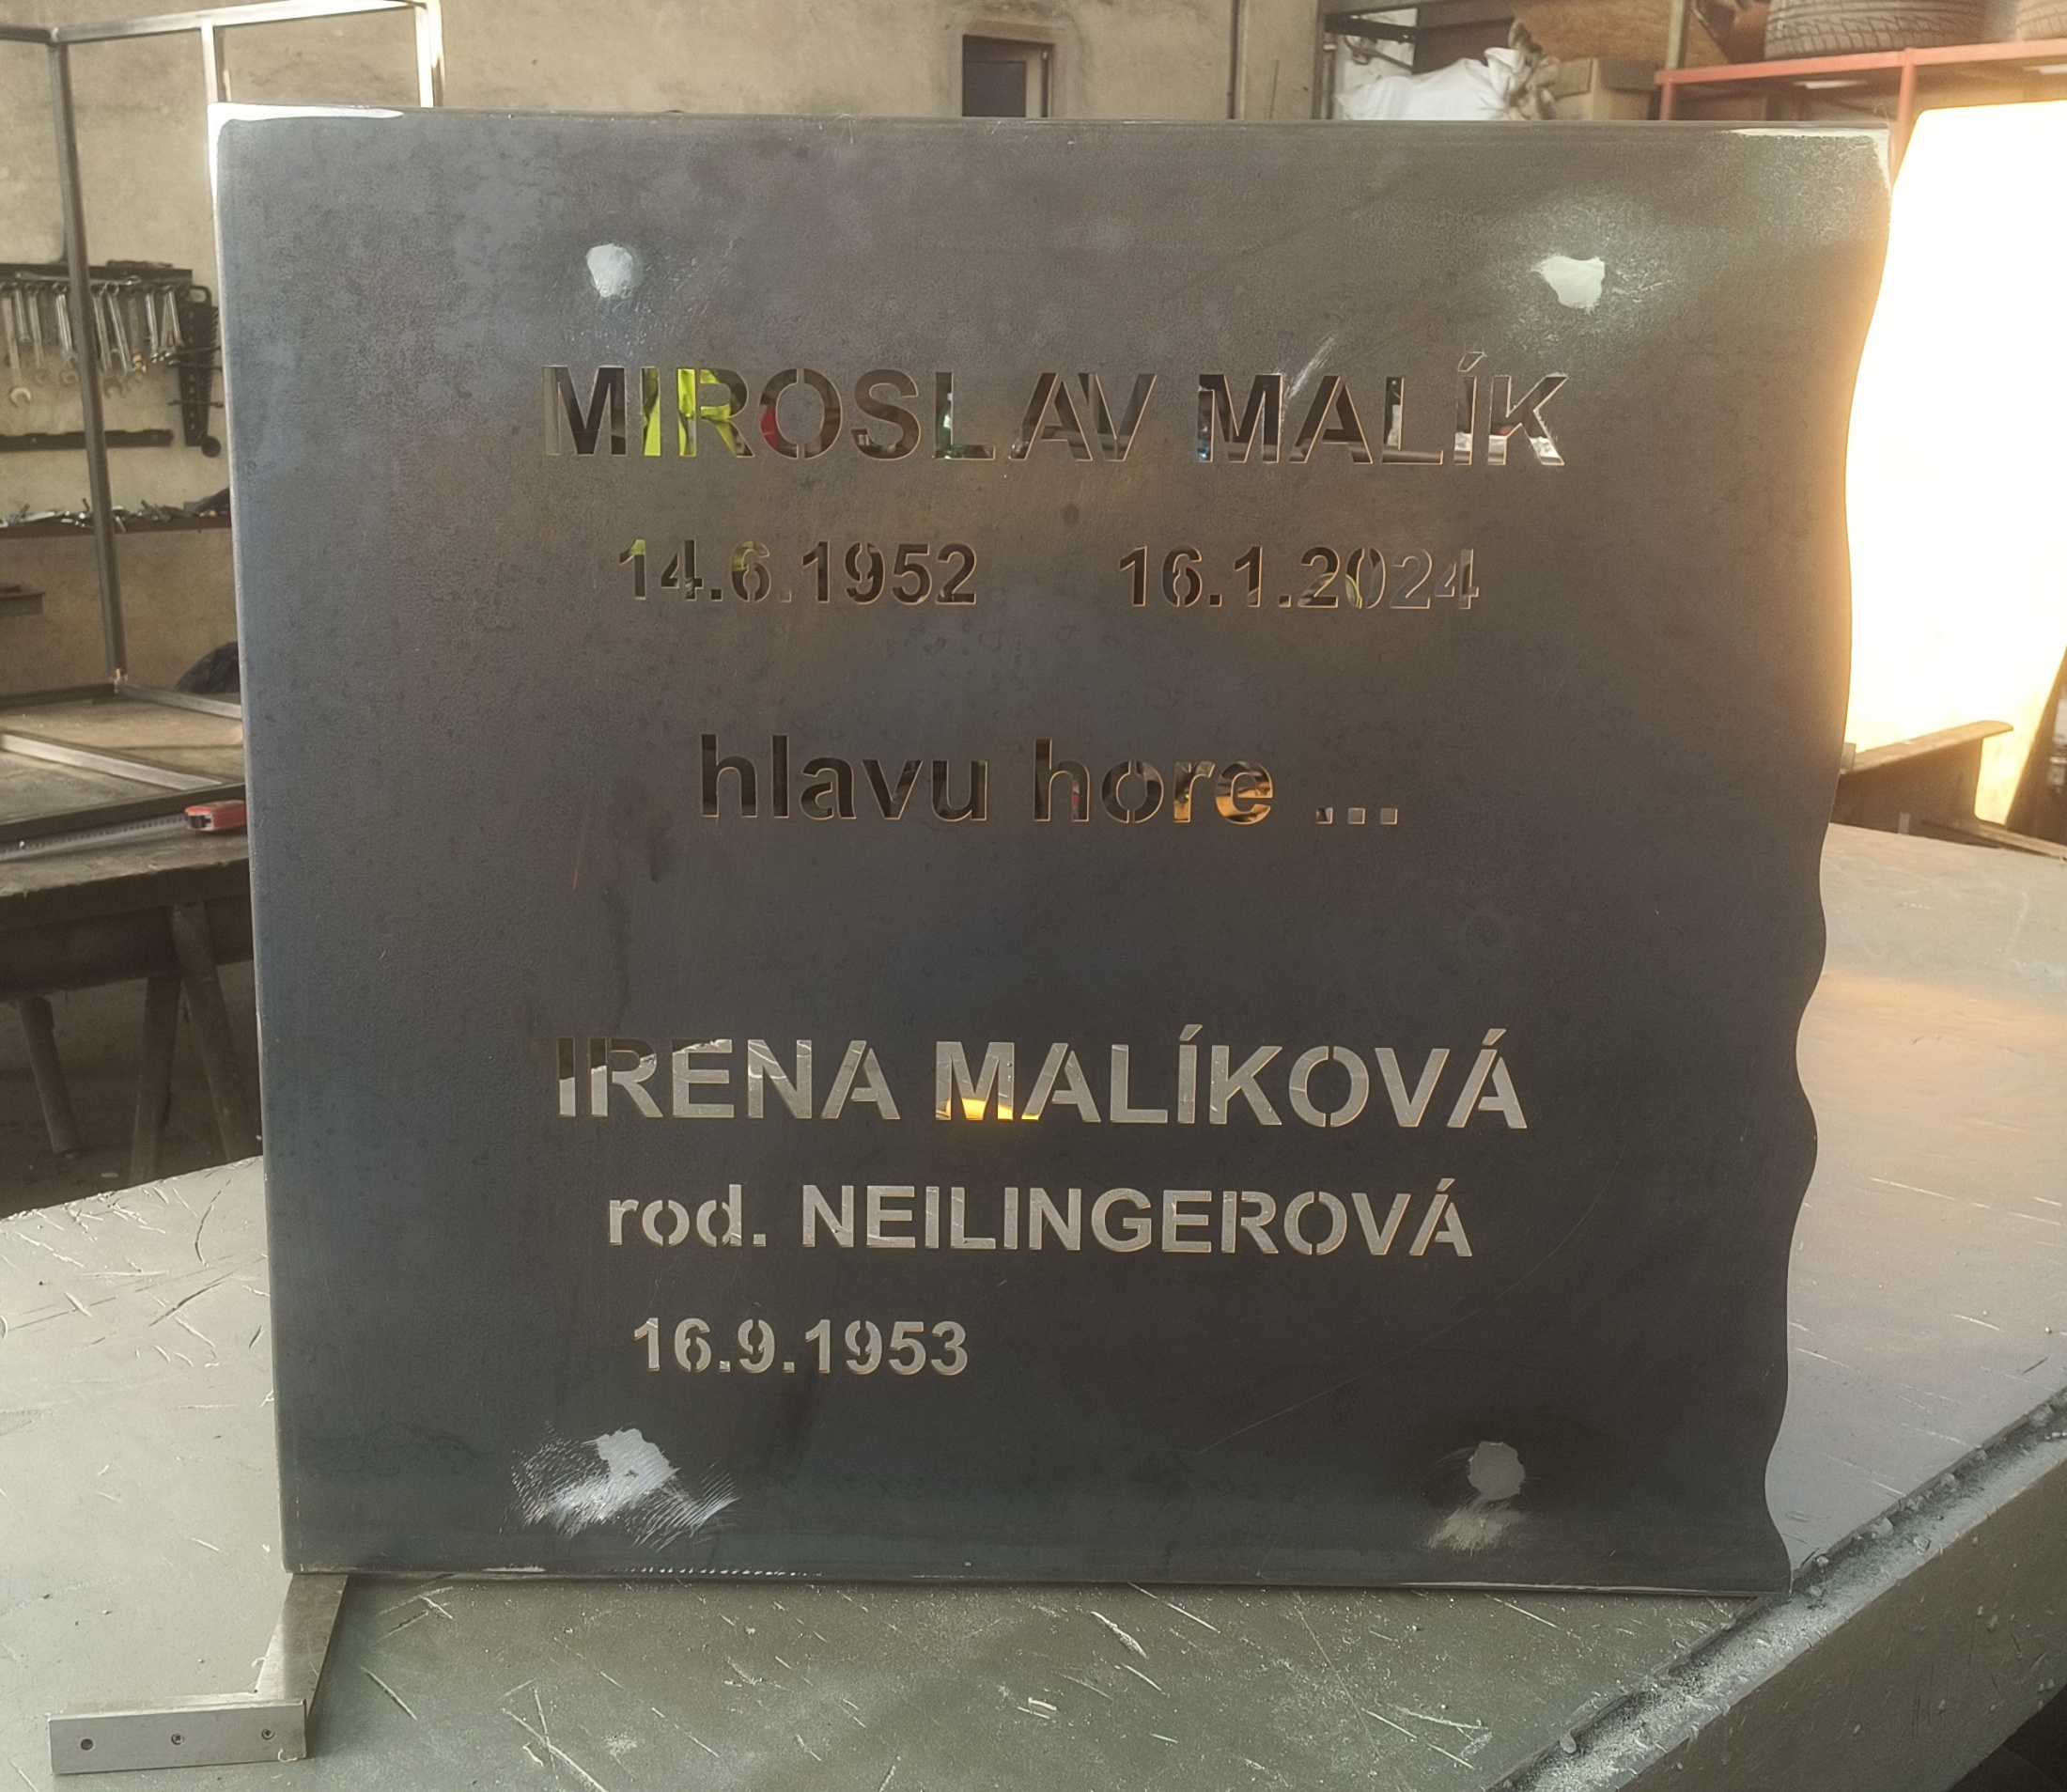 MIROSLAV MALÍK
14.6.1952 16.1.2024
hlavu hore ...
IRENA MALÍKOVÁ
rod. NEILINGEROVÁ
16.9.1953